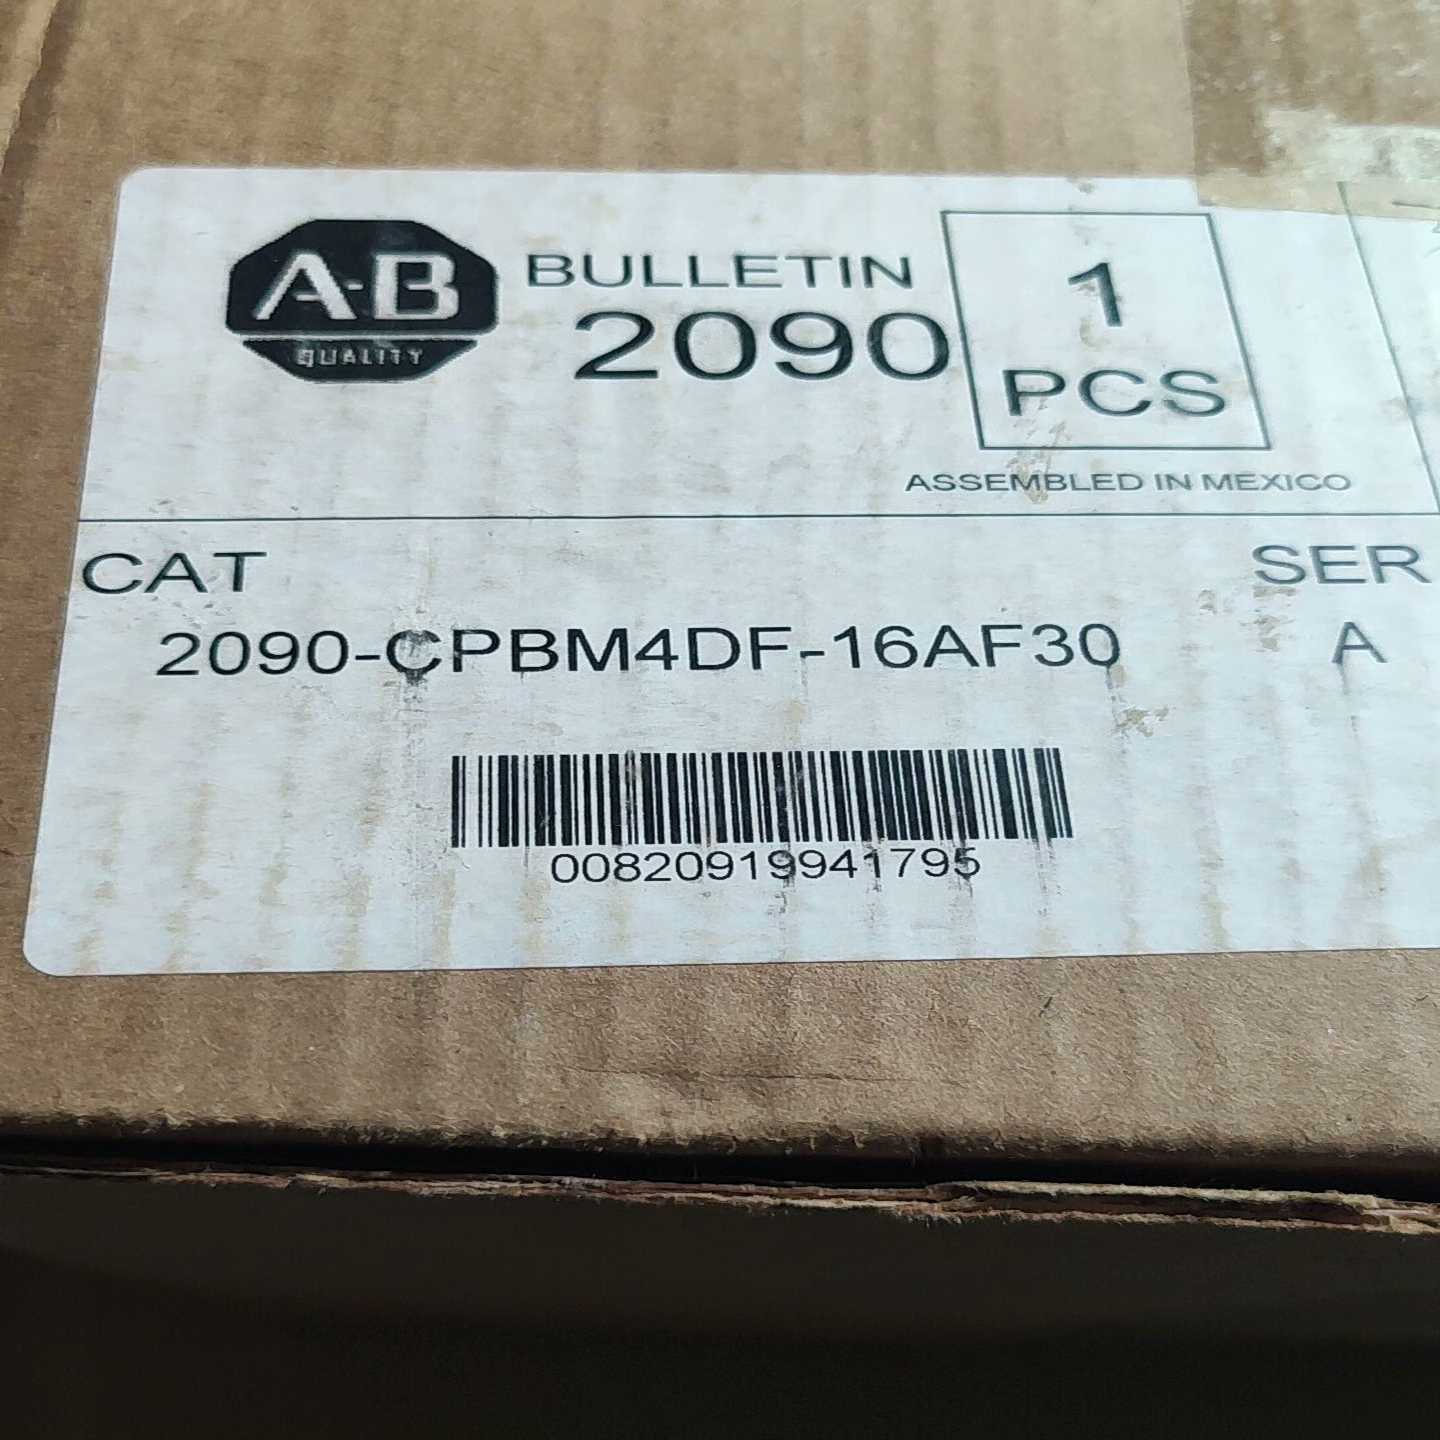 A-B
QUALITY
BULLETIN
2090
1
PCS
ASSEMBLED IN MEXICO
CAT
SER
2090-CPBM4DF-16AF30
A
00820919941795